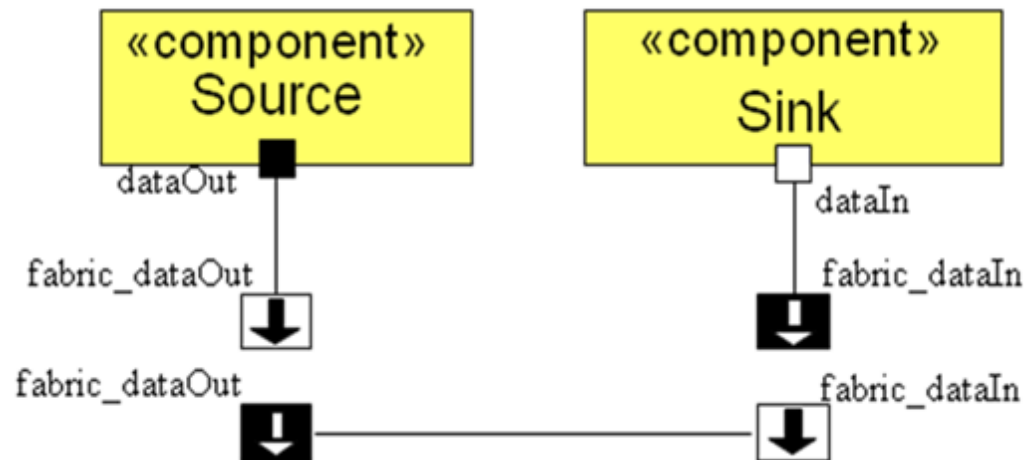 «component»
Source
«component»
Sink
dataOut
dataIn
fabric_dataOut
fabric_dataIn
fabric_dataOut
fabric_dataIn